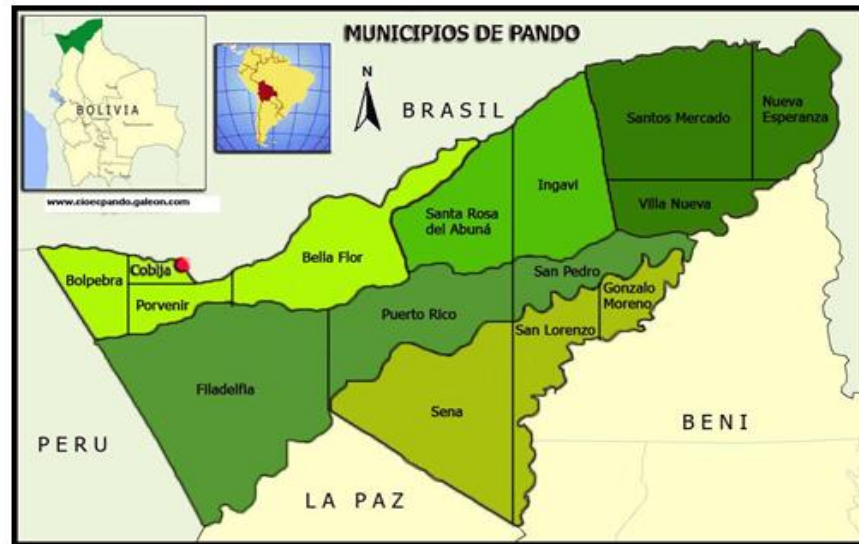 MUNICIPIOS DE PANDO
BOLIVIA
www.cioecpando.galeon.com
N
BRASIL
Santos Mercado
Nueva
Esperanza
Ingavi
Villa Nueva
Santa Rosa
del Abuná
Bella Flor
Cobija
Bolpebra
Porvenir
San Pedro
Gonzalo
Moreno
Puerto Rico
San Lorenzo
Filadelfia
Sena
BENI
PERU
LA PAZ